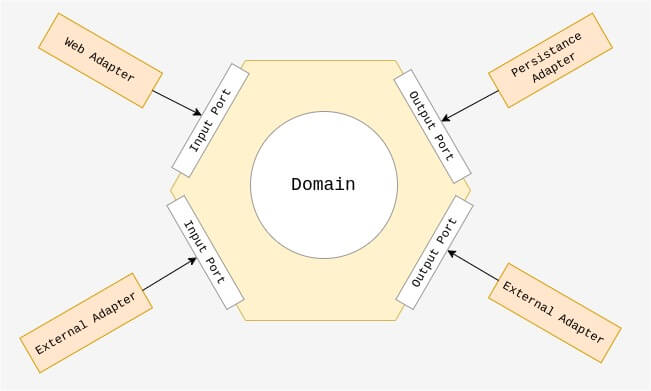 Web Adapter
Persistance
Adapter
Input Port
Output Port
Domain
Input Port
Output Port
External Adapter
External Adapter